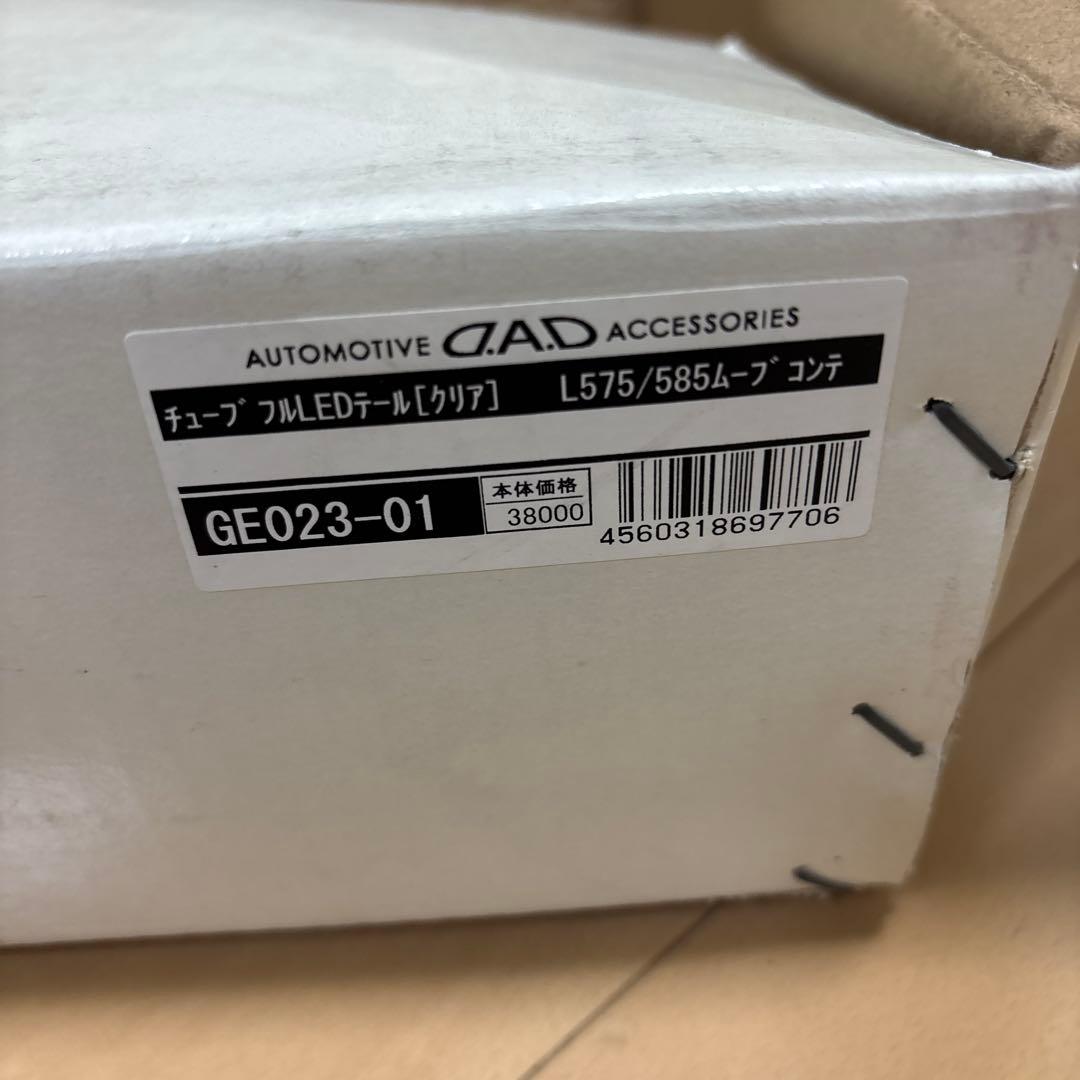 AUTOMOTIVE D.A.D ACCESSORIES
ﾁｭｰﾌﾞ ﾌﾙLEDﾃｰﾙ[ｸﾘｱ] L575/585ﾑｰﾌﾞ ｺﾝﾃ
GE023-01
本体価格
38000
4560318697706